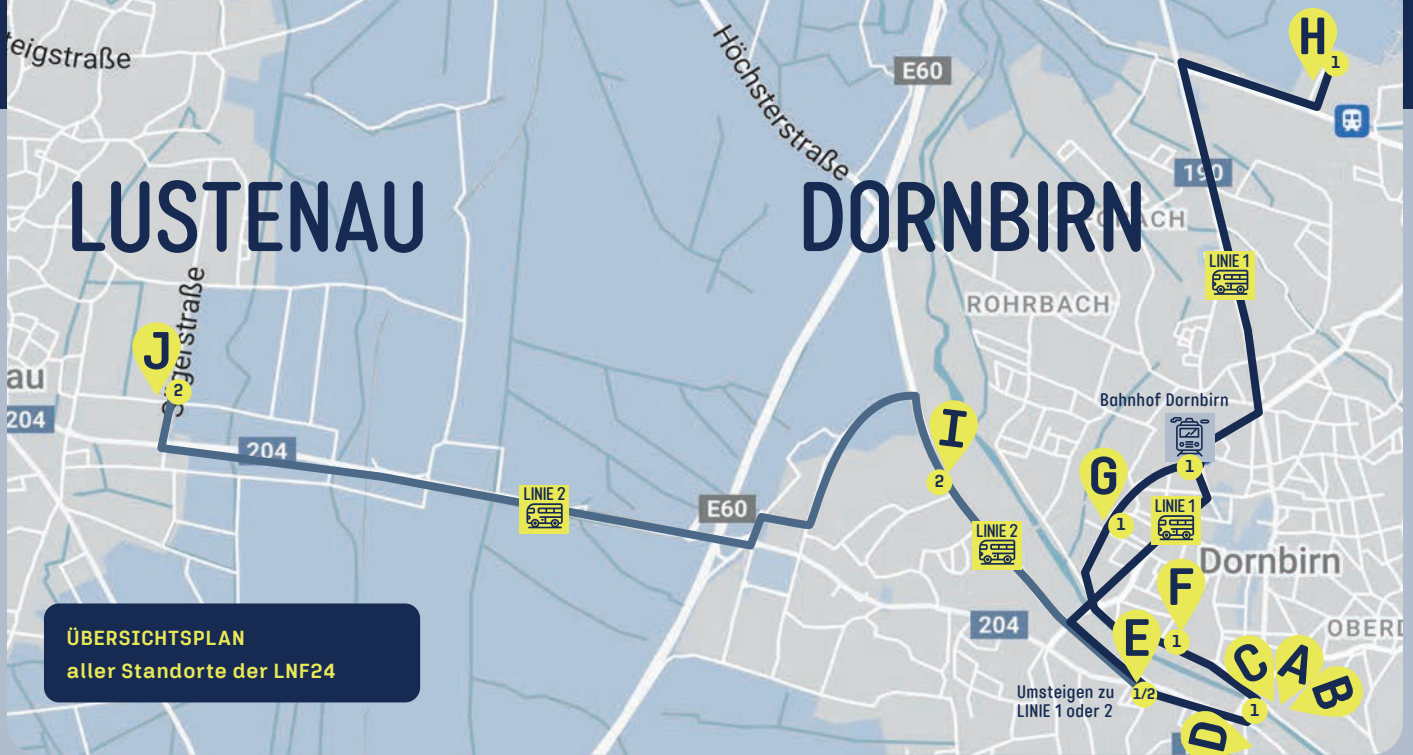 teigstraße
Höchsterstraße
E60
H
1
190
LUSTENAU
DORNBIRN
LINIE 1
ROHRBACH
J
2
au
204
204
Bahnhof Dornbirn
1
I
2
G
1
LINIE 1
LINIE 2
E60
LINIE 2
Dornbirn
F
1
204
E
1/2
OBERD
C
A
B
1
D
Umsteigen zu
LINIE 1 oder 2
ÜBERSICHTSPLAN
aller Standorte der LNF24